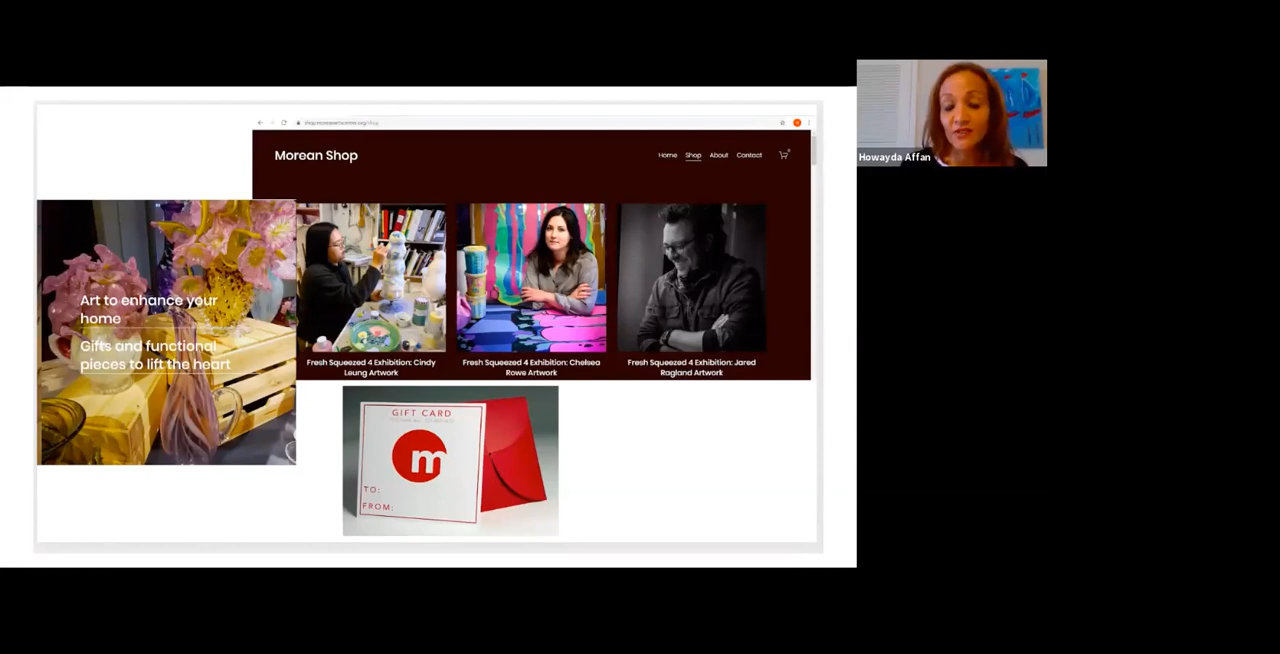 Morean Shop
Home Shop About Contact
Art to enhance your
home
Gifts and functional
pieces to lift the heart
Fresh Squeezed 4 Exhibition: Cindy
Leung Artwork
Fresh Squeezed 4 Exhibition: Chelsea
Rowe Artwork
Fresh Squeezed 4 Exhibition: Jared
Ragland Artwork
GIFT CARD
m
TO:
FROM:
Howayda Affan